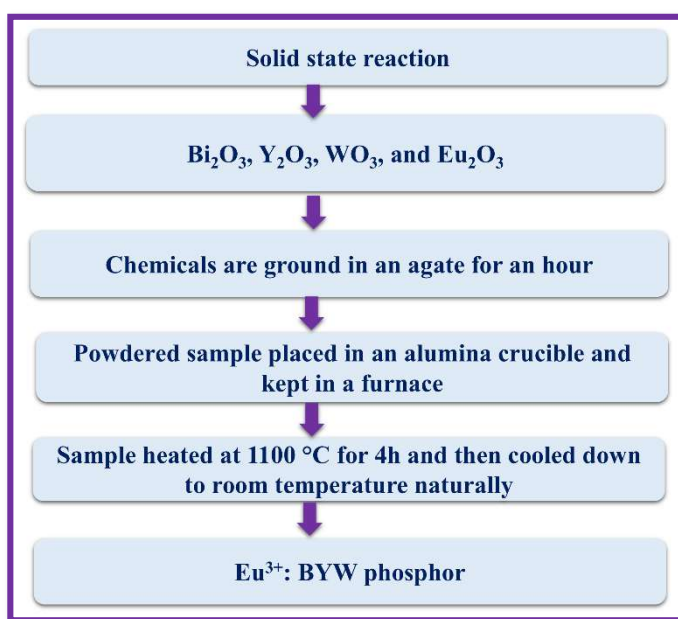 Solid state reaction
Bi₂O₃, Y₂O₃, WO₃, and Eu₂O₃
Chemicals are ground in an agate for an hour
Powdered sample placed in an alumina crucible and
kept in a furnace
Sample heated at 1100 °C for 4h and then cooled down
to room temperature naturally
Eu³⁺: BYW phosphor